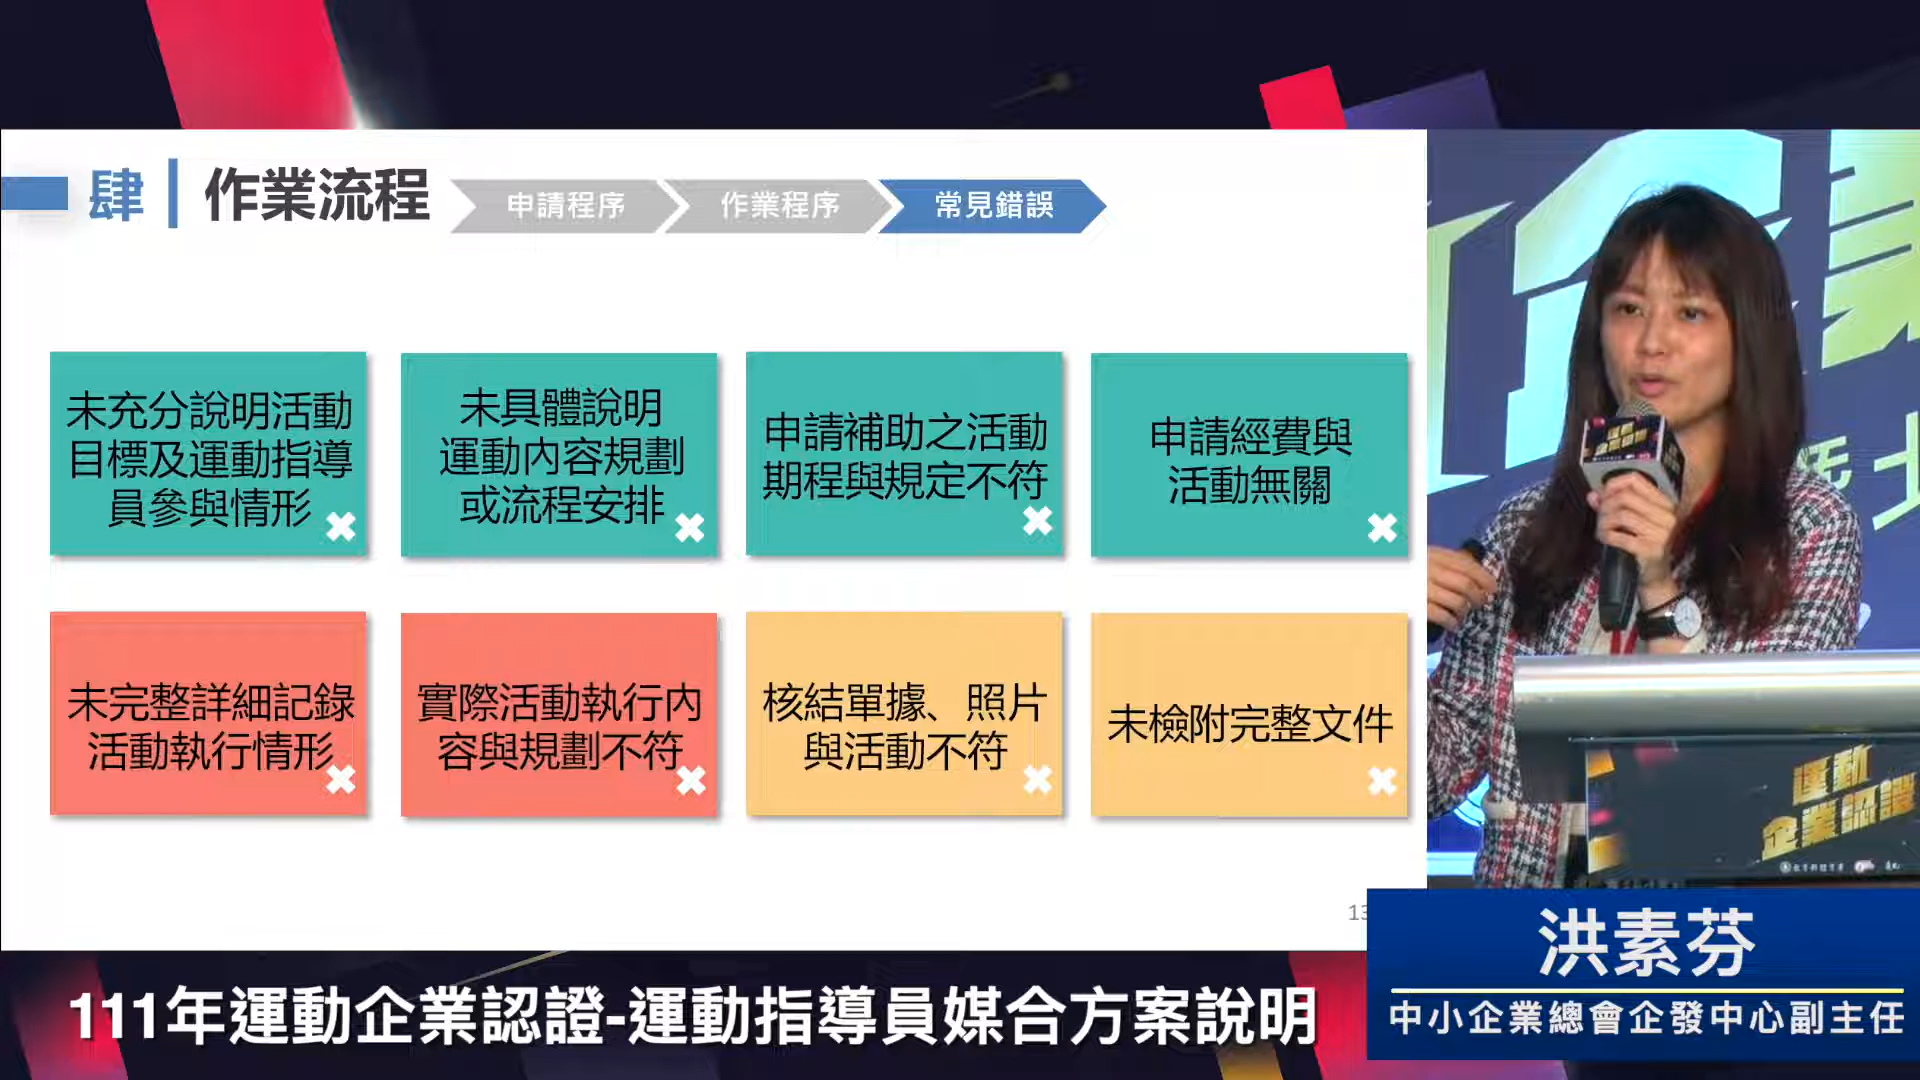 肆 作業流程 申請程序 作業程序 常見錯誤
未充分說明活動
目標及運動指導
員參與情形
未具體說明
運動內容規劃
或流程安排
申請補助之活動
期程與規定不符
申請經費與
活動無關
未完整詳細記錄
活動執行情形
實際活動執行內
容與規劃不符
核結單據、照片
與活動不符
未檢附完整文件
運動
企業認證
洪素芬
中小企業總會企發中心副主任
111年運動企業認證-運動指導員媒合方案說明